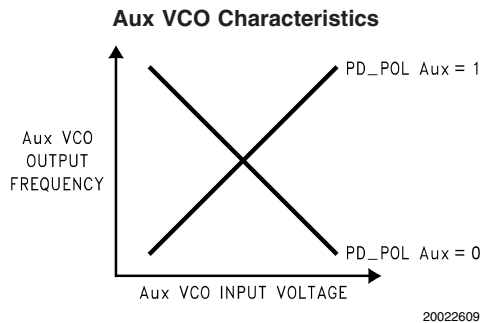 Aux VCO Characteristics
PD_POL Aux = 1
Aux VCO
OUTPUT
FREQUENCY
PD_POL Aux = 0
Aux VCO INPUT VOLTAGE
20022609